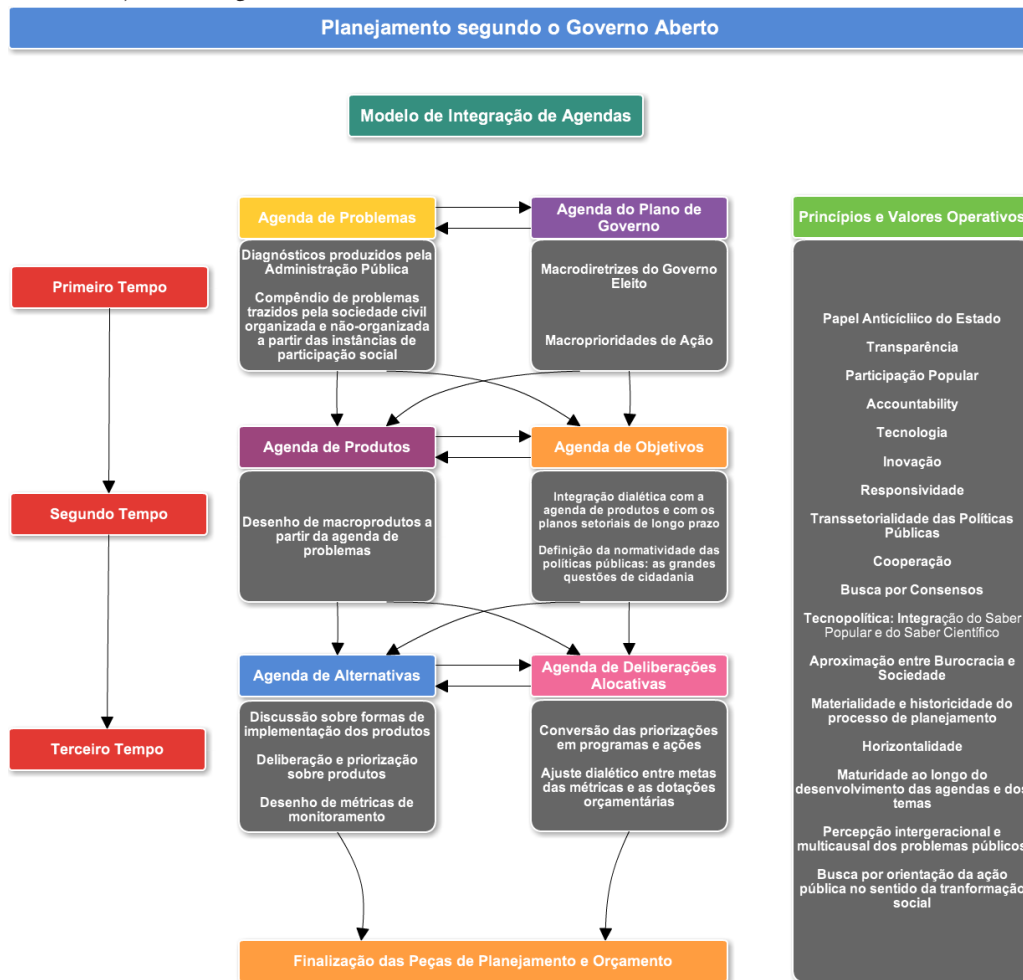 Planejamento segundo o Governo Aberto
Modelo de Integração de Agendas
Agenda de Problemas
Diagnósticos produzidos pela
Administração Pública
Compêndio de problemas
trazidos pela sociedade civil
organizada e não-organizada
a partir das instâncias de
participação social
Agenda do Plano de
Governo
Macrodiretrizes do Governo
Eleito
Macroprioridades de Ação
Primeiro Tempo
Agenda de Produtos
Desenho de macroprodutos a
partir da agenda de
problemas
Agenda de Objetivos
Integração dialética com a
agenda de produtos e com os
planos setoriais de longo prazo
Definição da normatividade das
políticas públicas: as grandes
questões de cidadania
Segundo Tempo
Agenda de Alternativas
Discussão sobre formas de
implementação dos produtos
Deliberação e priorização
sobre produtos
Desenho de métricas de
monitoramento
Agenda de Deliberações
Alocativas
Conversão das priorizações
em programas e ações
Ajuste dialético entre metas
das métricas e as dotações
orçamentárias
Terceiro Tempo
Finalização das Peças de Planejamento e Orçamento
Princípios e Valores Operativos
Papel Anticícliico do Estado
Transparência
Participação Popular
Accountability
Tecnologia
Inovação
Responsividade
Transsetorialidade das Políticas
Públicas
Cooperação
Busca por Consensos
Tecnopolítica: Integração do Saber
Popular e do Saber Científico
Aproximação entre Burocracia e
Sociedade
Materialidade e historicidade do
processo de planejamento
Horizontalidade
Maturidade ao longo do
desenvolvimento das agendas e dos
temas
Percepção intergeracional e
multicausal dos problemas públicos
Busca por orientação da ação
pública no sentido da tranformação
social